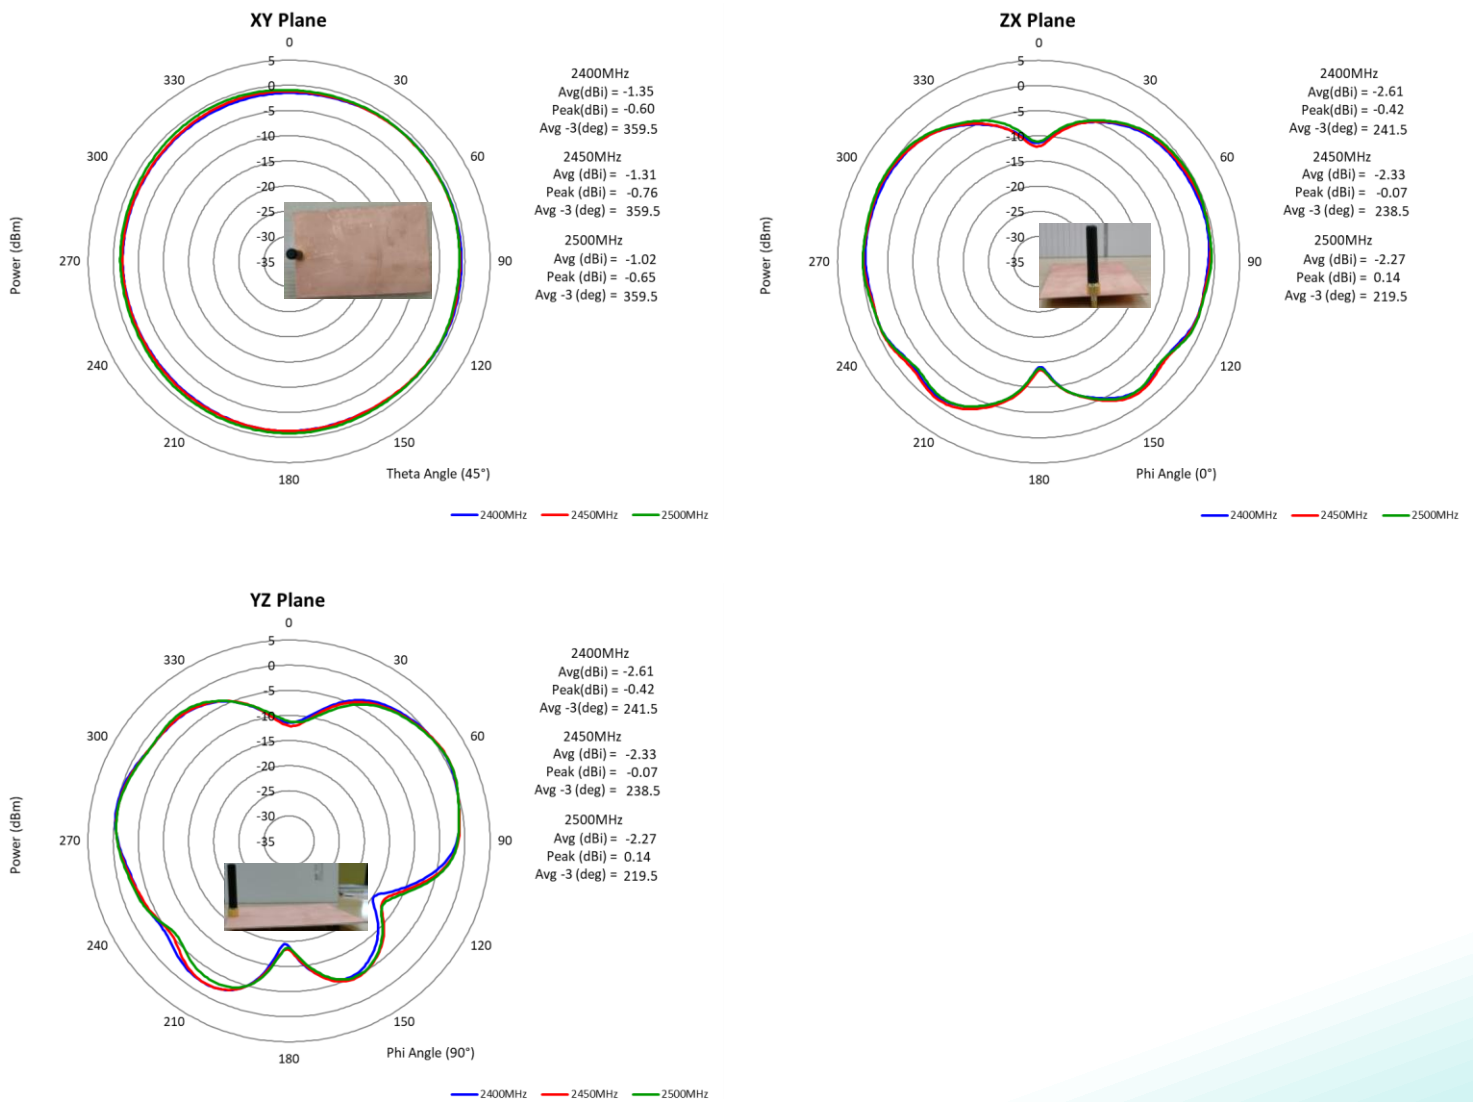 XY Plane
0
30
60
90
120
150
180
210
240
270
300
330
5
0
-5
-10
-15
-20
-25
-30
-35
Power (dBm)
Theta Angle (45°)
2400MHz
Avg(dBi) = -1.35
Peak(dBi) = -0.60
Avg -3(deg) = 359.5
2450MHz
Avg (dBi) = -1.31
Peak (dBi) = -0.76
Avg -3 (deg) = 359.5
2500MHz
Avg (dBi) = -1.02
Peak (dBi) = -0.65
Avg -3 (deg) = 359.5
2400MHz 2450MHz 2500MHz
ZX Plane
0
30
60
90
120
150
180
210
240
270
300
330
5
0
-5
-10
-15
-20
-25
-30
-35
Power (dBm)
Phi Angle (0°)
2400MHz
Avg(dBi) = -2.61
Peak(dBi) = -0.42
Avg -3(deg) = 241.5
2450MHz
Avg (dBi) = -2.33
Peak (dBi) = -0.07
Avg -3 (deg) = 238.5
2500MHz
Avg (dBi) = -2.27
Peak (dBi) = 0.14
Avg -3 (deg) = 219.5
2400MHz 2450MHz 2500MHz
YZ Plane
0
30
60
90
120
150
180
210
240
270
300
330
5
0
-5
-10
-15
-20
-25
-30
-35
Power (dBm)
Phi Angle (90°)
2400MHz
Avg(dBi) = -2.61
Peak(dBi) = -0.42
Avg -3(deg) = 241.5
2450MHz
Avg (dBi) = -2.33
Peak (dBi) = -0.07
Avg -3 (deg) = 238.5
2500MHz
Avg (dBi) = -2.27
Peak (dBi) = 0.14
Avg -3 (deg) = 219.5
2400MHz 2450MHz 2500MHz